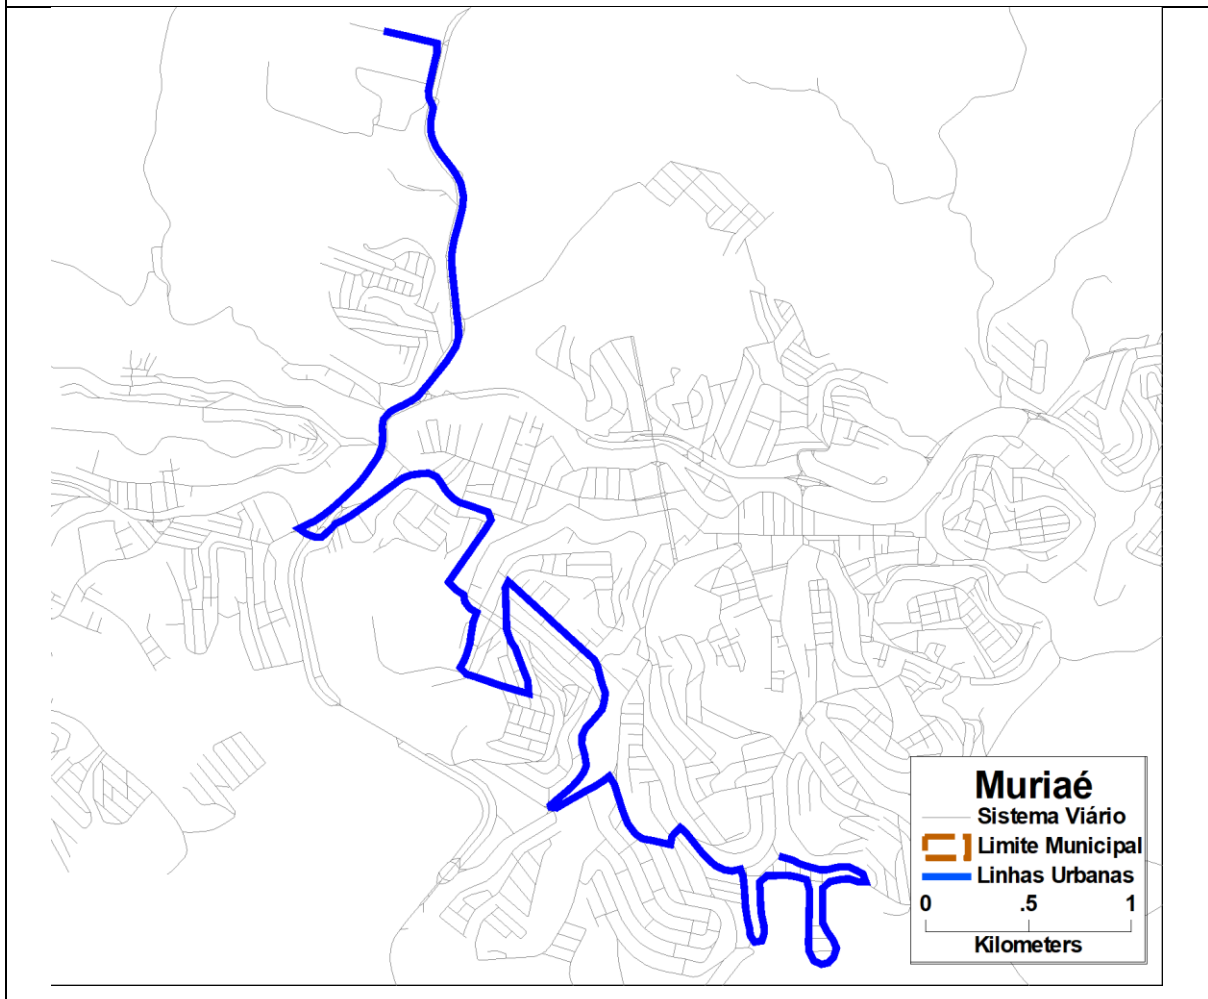 Muriaé
Sistema Viário
Limite Municipal
Linhas Urbanas
0 .5 1
Kilometers